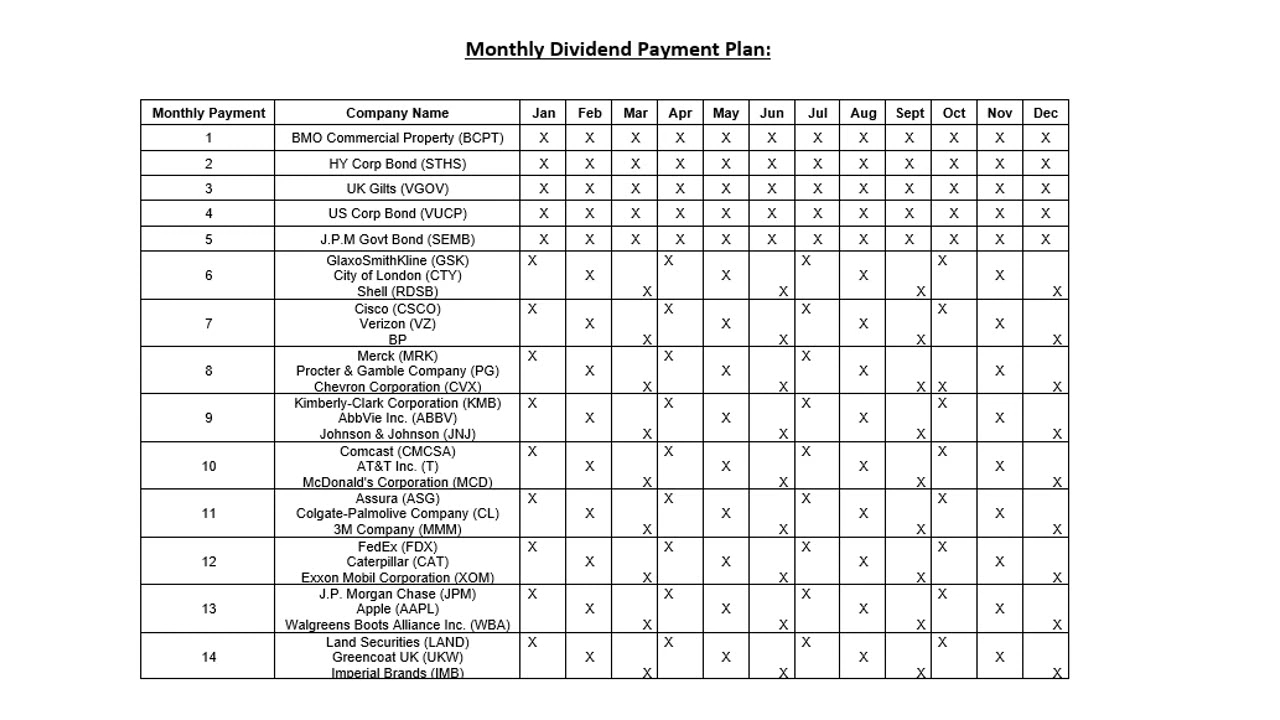 Monthly Dividend Payment Plan:
Monthly Payment Company Name Jan Feb Mar Apr May Jun Jul Aug Sept Oct Nov Dec
1 BMO Commercial Property (BCPT) X X X X X X X X X X X X
2 HY Corp Bond (STHS) X X X X X X X X X X X X
3 UK Gilts (VGOV) X X X X X X X X X X X X
4 US Corp Bond (VUCP) X X X X X X X X X X X X
5 J.P.M Govt Bond (SEMB) X X X X X X X X X X X X
GlaxoSmithKline (GSK) X X X X
6 City of London (CTY) X X X X
Shell (RDSB) X X X X
Cisco (CSCO) X X X X
7 Verizon (VZ) X X X X
BP X X X X
Merck (MRK) X X X
8 Procter & Gamble Company (PG) X X X X
Chevron Corporation (CVX) X X X X X
Kimberly-Clark Corporation (KMB) X X X X
9 AbbVie Inc. (ABBV) X X X X
Johnson & Johnson (JNJ) X X X X
Comcast (CMCSA) X X X X
10 AT&T Inc. (T) X X X X
McDonald's Corporation (MCD) X X X X
Assura (ASG) X X X X
11 Colgate-Palmolive Company (CL) X X X X
3M Company (MMM) X X X X
FedEx (FDX) X X X X
12 Caterpillar (CAT) X X X X
Exxon Mobil Corporation (XOM) X X X X
J.P. Morgan Chase (JPM) X X X X
13 Apple (AAPL) X X X X
Walgreens Boots Alliance Inc. (WBA) X X X X
Land Securities (LAND) X X X X
14 Greencoat UK (UKW) X X X X
Imperial Brands (IMB) X X X X